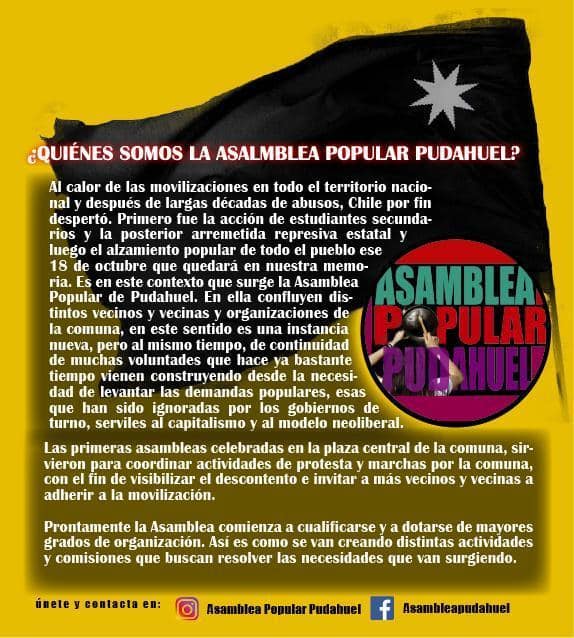 ¿QUIÉNES SOMOS LA ASALMBLEA POPULAR PUDAHUEL?
Al calor de las movilizaciones en todo el territorio nacio-
nal y después de largas décadas de abusos, Chile por fin
despertó. Primero fue la acción de estudiantes secunda-
rios y la posterior arremetida represiva estatal y
luego el alzamiento popular de todo el pueblo ese
18 de octubre que quedará en nuestra memo-
ria. Es en este contexto que surge la Asamblea
Popular de Pudahuel. En ella confluyen dis-
tintos vecinos y vecinas y organizaciones de
la comuna, en este sentido es una instancia
nueva, pero al mismo tiempo, de continuidad
de muchas voluntades que hace ya bastante
tiempo vienen construyendo desde la necesi-
dad de levantar las demandas populares, esas
que han sido ignoradas por los gobiernos de
turno, serviles al capitalismo y al modelo neoliberal.
ASAMBLEA
POPULAR
PUDAHUEL
Las primeras asambleas celebradas en la plaza central de la comuna, sir-
vieron para coordinar actividades de protesta y marchas por la comuna,
con el fin de visibilizar el descontento e invitar a más vecinos y vecinas a
adherir a la movilización.
Prontamente la Asamblea comienza a cualificarse y a dotarse de mayores
grados de organización. Así es como se van creando distintas actividades
y comisiones que buscan resolver las necesidades que van surgiendo.
únete y contacta en: Asamblea Popular Pudahuel Asambleapudahuel